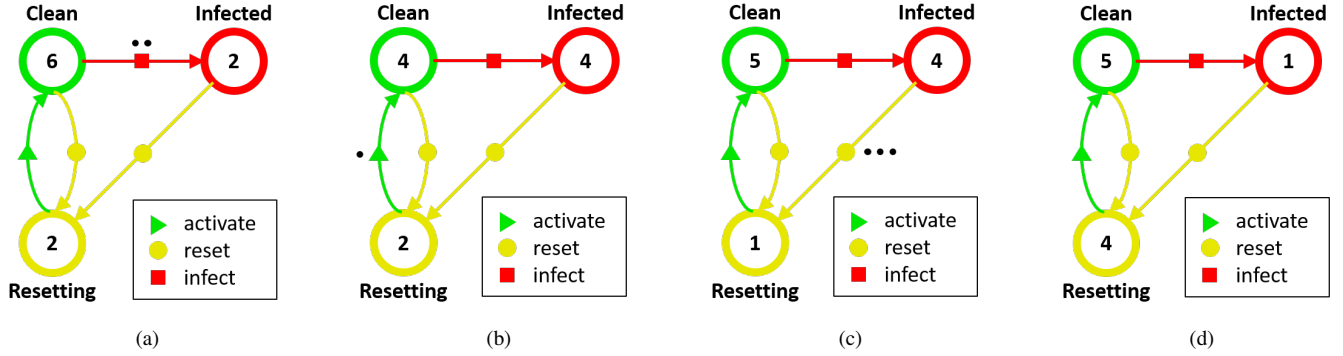 Clean Infected
6 2
2
Resetting
activate
reset
infect
(a)
Clean Infected
4 4
2
Resetting
activate
reset
infect
(b)
Clean Infected
5 4
1
Resetting
activate
reset
infect
(c)
Clean Infected
5 1
4
Resetting
activate
reset
infect
(d)